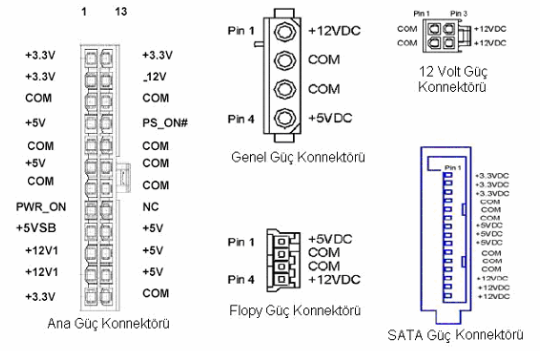 1 13
+3.3V +3.3V
+3.3V _12V
COM COM
+5V PS_ON#
COM COM
+5V COM
COM COM
PWR_ON NC
+5VSB +5V
+12V1 +5V
+12V1 +5V
+3.3V COM
Ana Güç Konnektörü
Pin 1 +12VDC
COM
COM
Pin 4 +5VDC
Genel Güç Konnektörü
Pin 1 Pin 3
COM +12VDC
COM +12VDC
12 Volt Güç
Konnektörü
Pin 1 +5VDC
COM
COM
Pin 4 +12VDC
Flopy Güç Konnektörü
Pin 1
+3.3VDC
+3.3VDC
+3.3VDC
COM
COM
COM
+5VDC
+5VDC
+5VDC
COM
COM
COM
+12VDC
+12VDC
+12VDC
SATA Güç Konnektörü